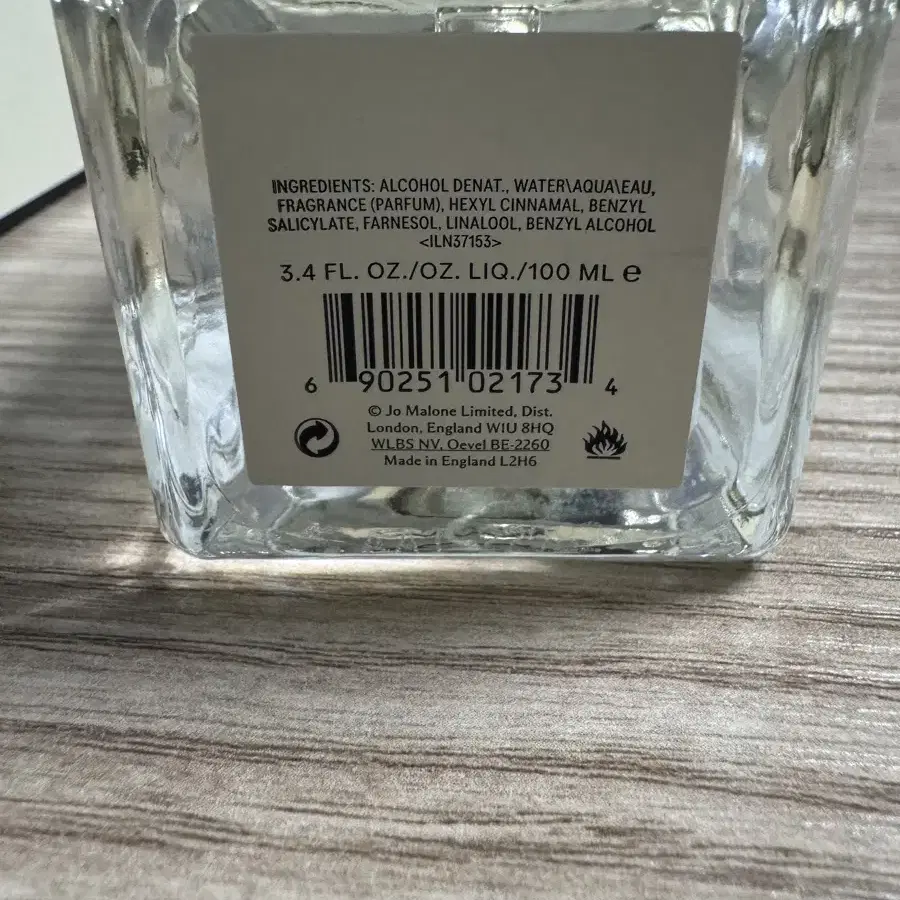 INGREDIENTS: ALCOHOL DENAT., WATER\AQUA\EAU,
FRAGRANCE (PARFUM), HEXYL CINNAMAL, BENZYL
SALICYLATE, FARNESOL, LINALOOL, BENZYL ALCOHOL
<ILN37153>
3.4 FL. OZ./OZ. LIQ./100 ML ℮
6 90251 02173 4
© Jo Malone Limited, Dist.
London, England W1U 8HQ
WLBS NV, Oevel BE-2260
Made in England L2H6